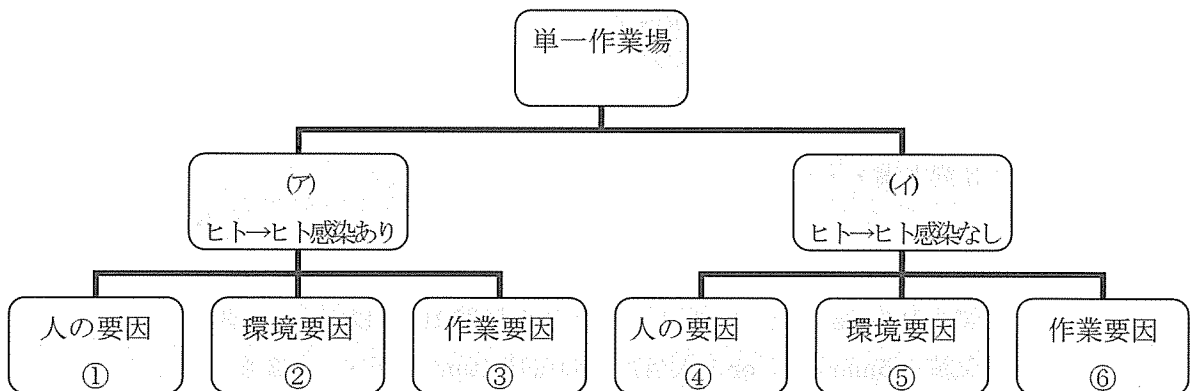 単一作業場
(ア)
ヒト→ヒト感染あり
(イ)
ヒト→ヒト感染なし
人の要因
①
環境要因
②
作業要因
③
人の要因
④
環境要因
⑤
作業要因
⑥